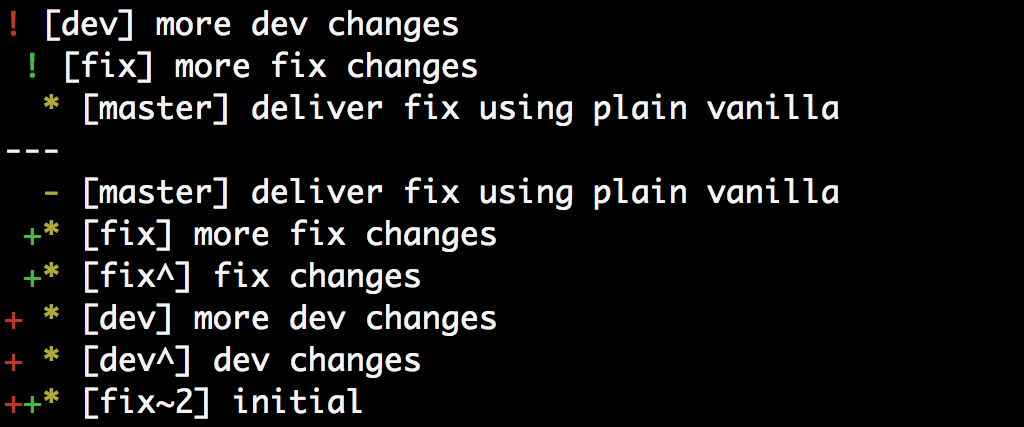 ! [dev] more dev changes
 ! [fix] more fix changes
  * [master] deliver fix using plain vanilla
---
  - [master] deliver fix using plain vanilla
 +* [fix] more fix changes
 +* [fix^] fix changes
+ * [dev] more dev changes
+ * [dev^] dev changes
++* [fix~2] initial